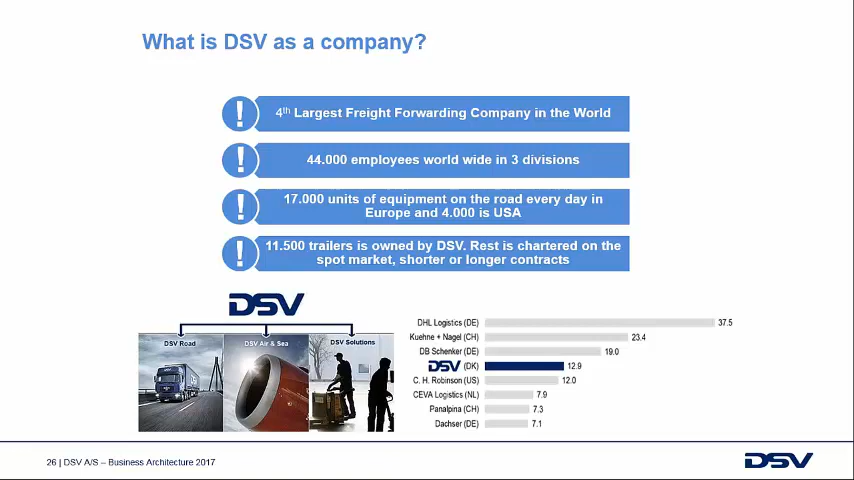 What is DSV as a company?
4th Largest Freight Forwarding Company in the World
44.000 employees world wide in 3 divisions
17.000 units of equipment on the road every day in
Europe and 4.000 is USA
11.500 trailers is owned by DSV. Rest is chartered on the
spot market, shorter or longer contracts
DSV
DSV Road
DSV Air & Sea
DSV Solutions
DHL Logistics (DE) 37.5
Kuehne + Nagel (CH) 23.4
DB Schenker (DE) 19.0
DSV (DK) 12.9
C. H. Robinson (US) 12.0
CEVA Logistics (NL) 7.9
Panalpina (CH) 7.3
Dachser (DE) 7.1
26 | DSV A/S – Business Architecture 2017
DSV